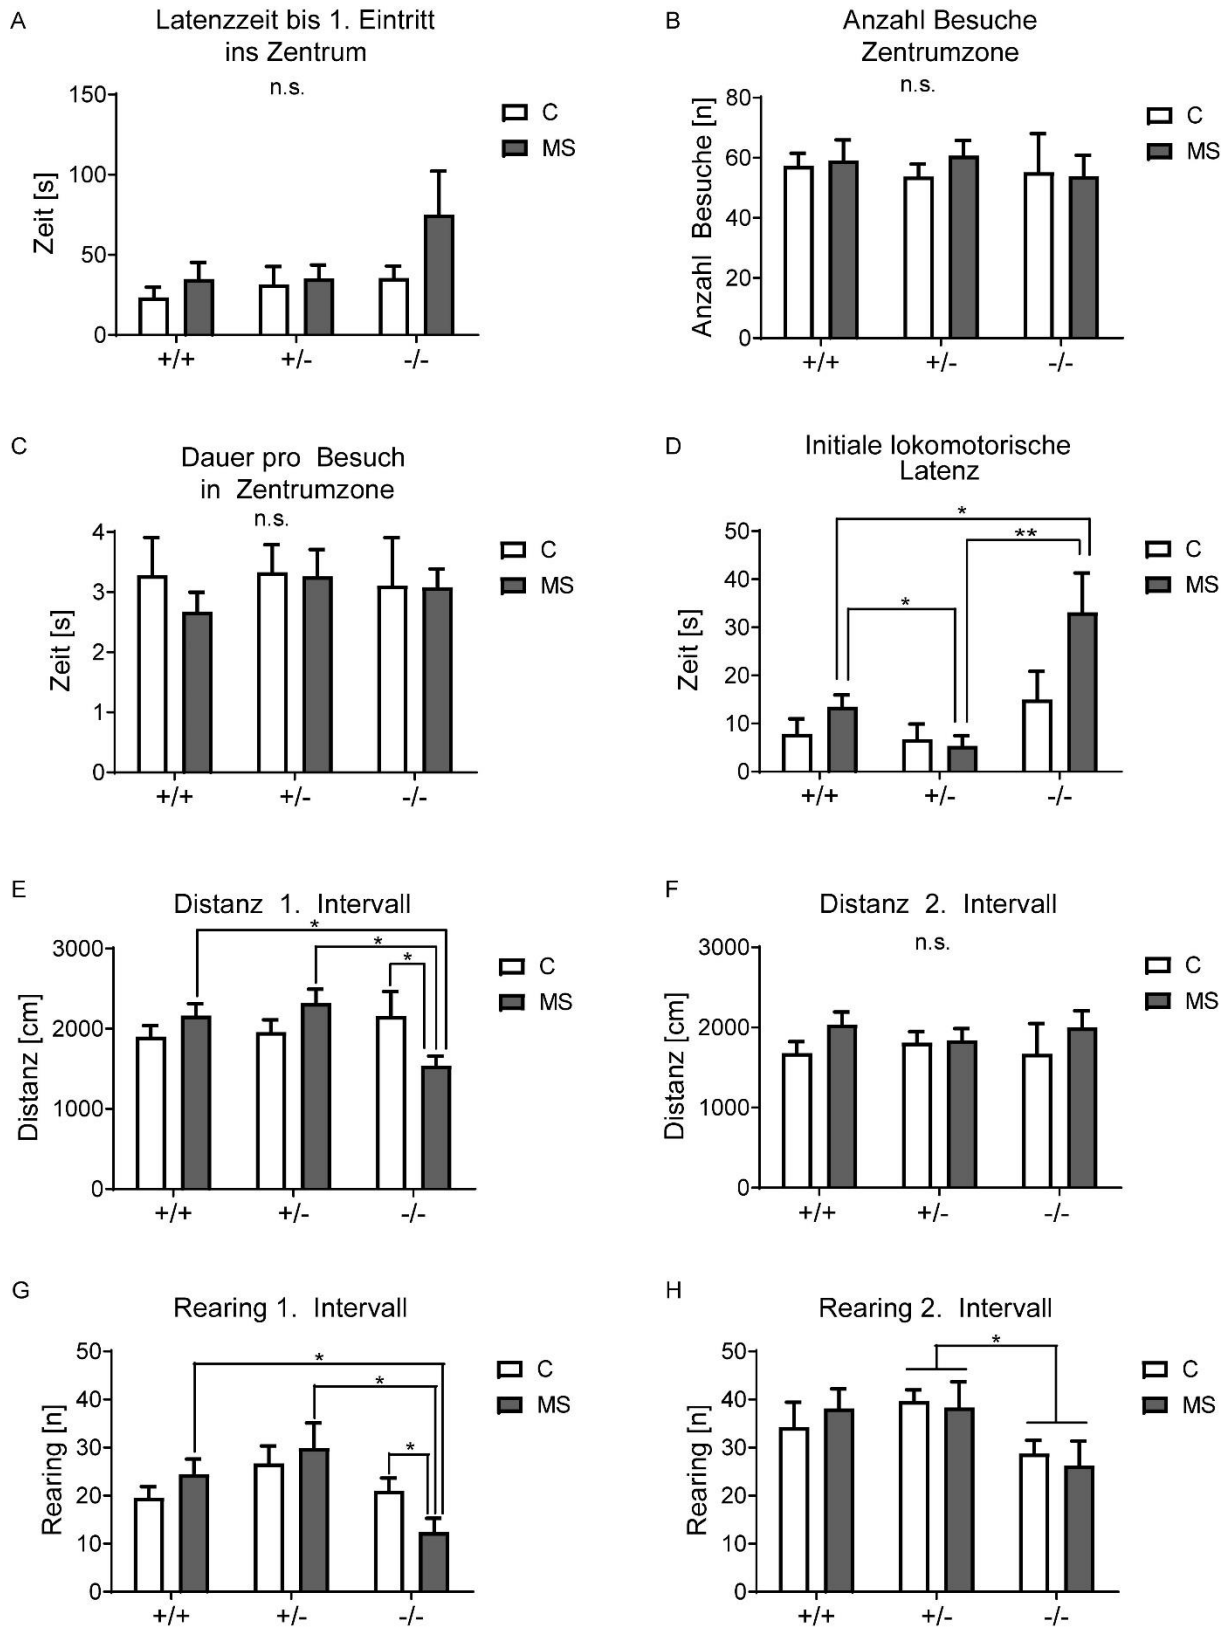 A
Latenzzeit bis 1. Eintritt
ins Zentrum
n.s.
150
100
50
0
Zeit [s]
C
MS
+/+ +/- -/-
B
Anzahl Besuche
Zentrumzone
n.s.
80
60
40
20
0
Anzahl Besuche [n]
C
MS
+/+ +/- -/-
C
Dauer pro Besuch
in Zentrumzone
n.s.
4
3
2
1
0
Zeit [s]
C
MS
+/+ +/- -/-
D
Initiale lokomotorische
Latenz
*
**
*
50
40
30
20
10
0
Zeit [s]
C
MS
+/+ +/- -/-
E
Distanz 1. Intervall
*
*
*
3000
2000
1000
0
Distanz [cm]
C
MS
+/+ +/- -/-
F
Distanz 2. Intervall
n.s.
3000
2000
1000
0
Distanz [cm]
C
MS
+/+ +/- -/-
G
Rearing 1. Intervall
*
*
*
50
40
30
20
10
0
Rearing [n]
C
MS
+/+ +/- -/-
H
Rearing 2. Intervall
*
50
40
30
20
10
0
Rearing [n]
C
MS
+/+ +/- -/-